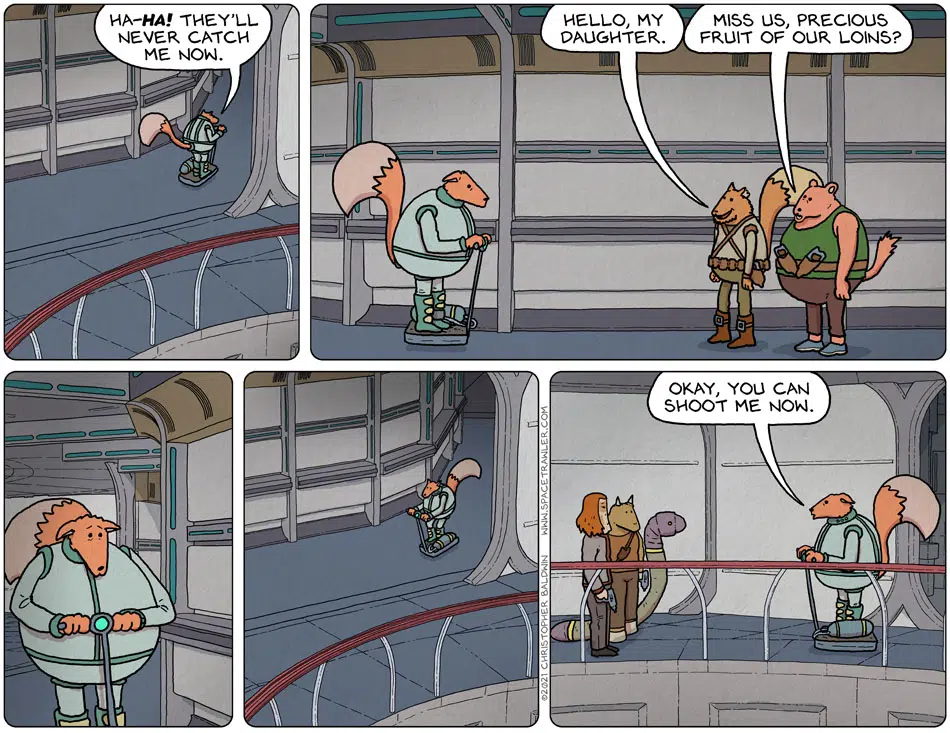 HA-HA! THEY'LL
NEVER CATCH
ME NOW.
HELLO, MY
DAUGHTER.
MISS US, PRECIOUS
FRUIT OF OUR LOINS?
©2021 CHRISTOPHER BALDWIN WWW.SPACETRAWLER.COM
OKAY, YOU CAN
SHOOT ME NOW.